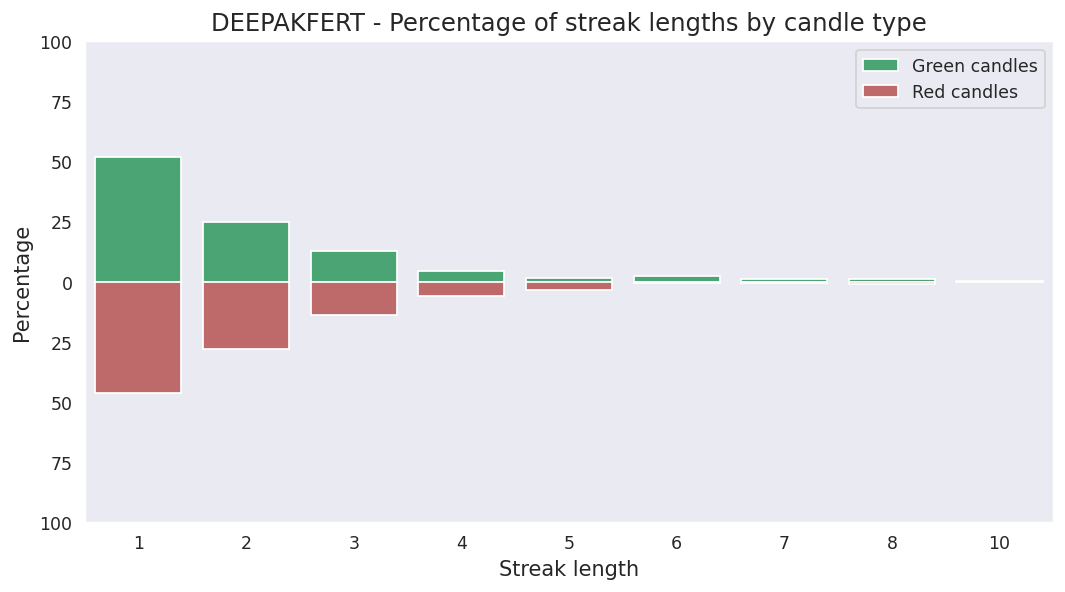 DEEPAKFERT - Percentage of streak lengths by candle type
Green candles
Red candles
Percentage
100
75
50
25
0
25
50
75
100
1 2 3 4 5 6 7 8 10
Streak length